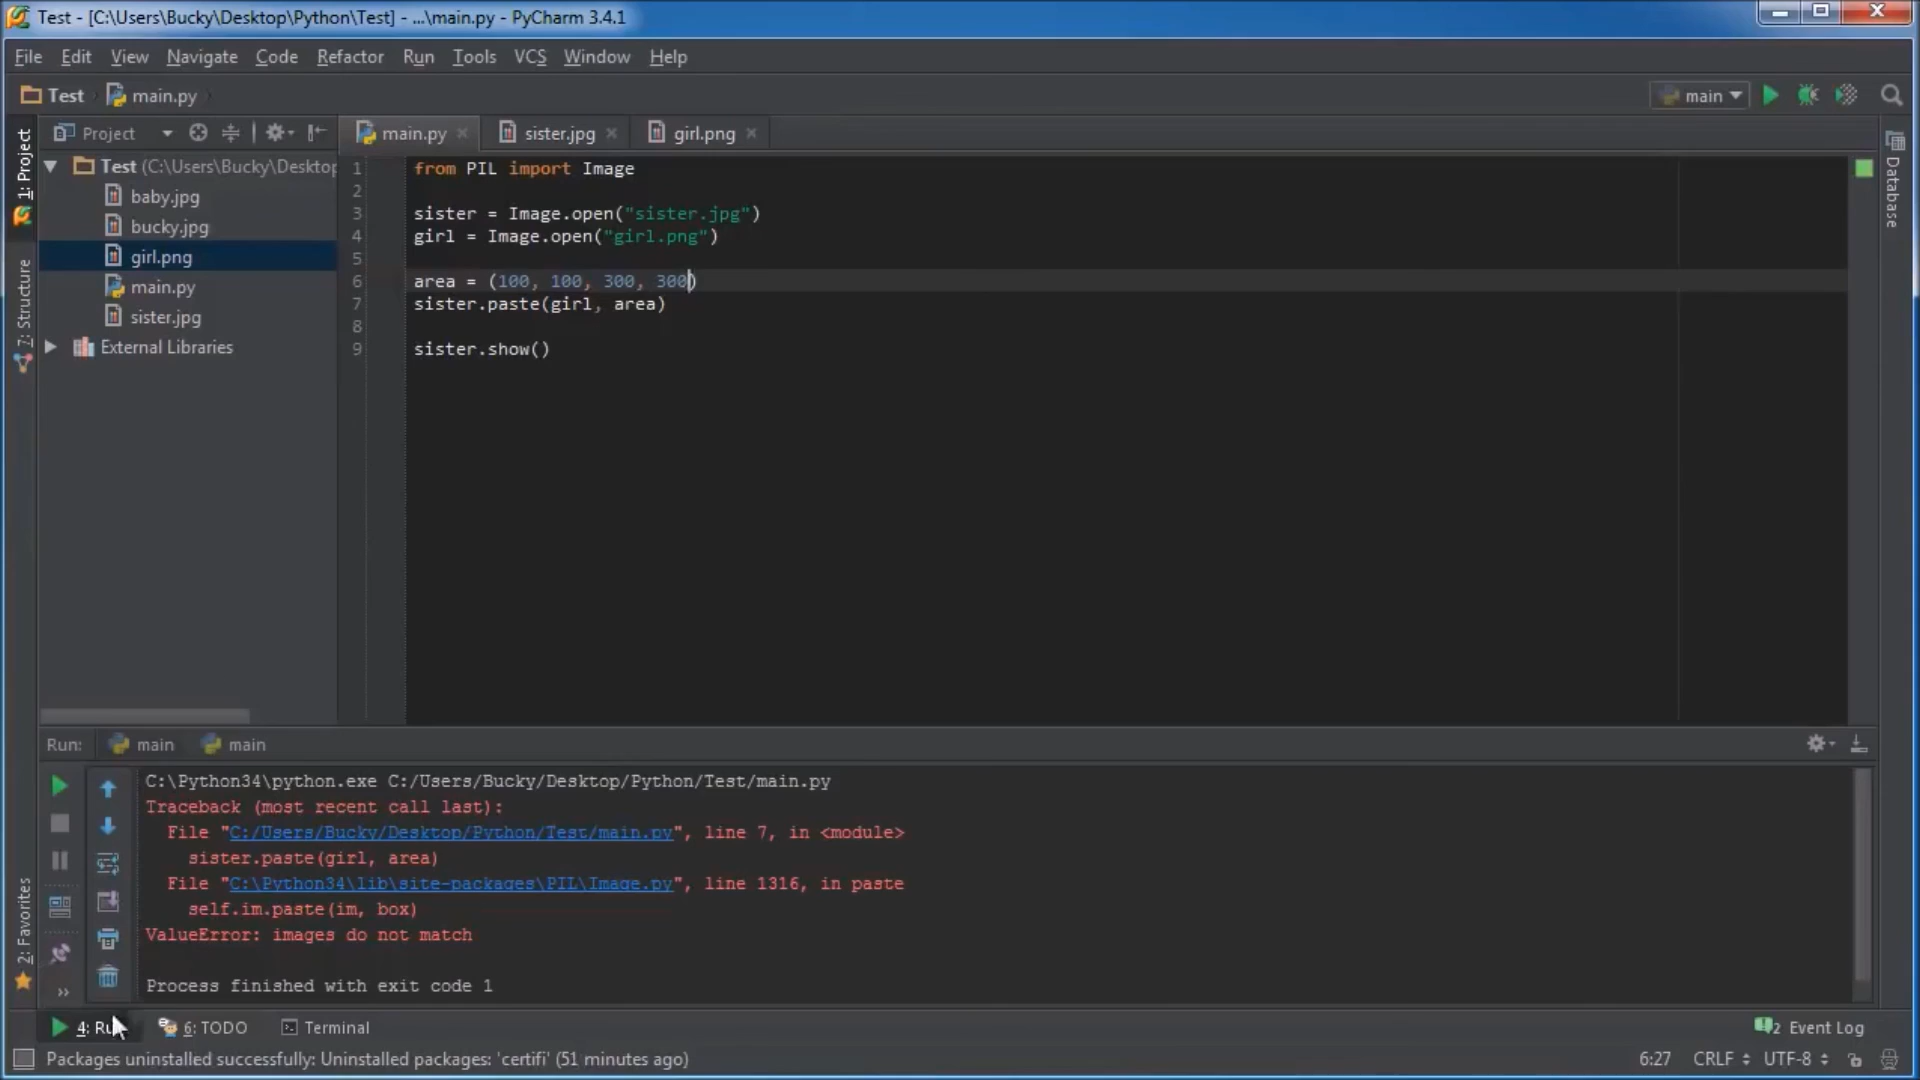 Test - [C:\Users\Bucky\Desktop\Python\Test] - ...\main.py - PyCharm 3.4.1
File Edit View Navigate Code Refactor Run Tools VCS Window Help
Test main.py main
1: Project
7: Structure
2: Favorites
Project
Test (C:\Users\Bucky\Desktop
baby.jpg
bucky.jpg
girl.png
main.py
sister.jpg
External Libraries
main.py sister.jpg girl.png
1 from PIL import Image
2
3 sister = Image.open("sister.jpg")
4 girl = Image.open("girl.png")
5
6 area = (100, 100, 300, 300)
7 sister.paste(girl, area)
8
9 sister.show()
Database
Run: main main
C:\Python34\python.exe C:/Users/Bucky/Desktop/Python/Test/main.py
Traceback (most recent call last):
File "C:/Users/Bucky/Desktop/Python/Test/main.py", line 7, in <module>
sister.paste(girl, area)
File "C:\Python34\lib\site-packages\PIL\Image.py", line 1316, in paste
self.im.paste(im, box)
ValueError: images do not match
Process finished with exit code 1
4: Ru 6: TODO Terminal 2 Event Log
Packages uninstalled successfully: Uninstalled packages: 'certifi' (51 minutes ago) 6:27 CRLF UTF-8